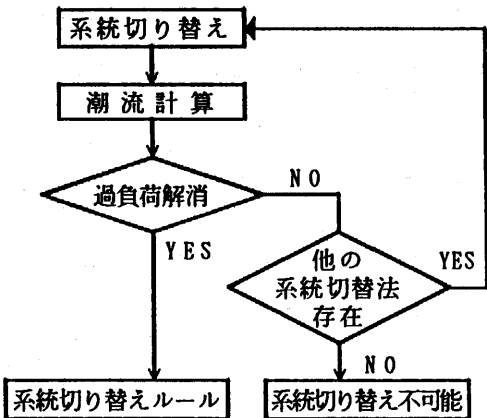 系統切り替え
潮流計算
過負荷解消
NO
YES
他の
系統切替法
存在
YES
NO
系統切り替えルール
系統切り替え不可能